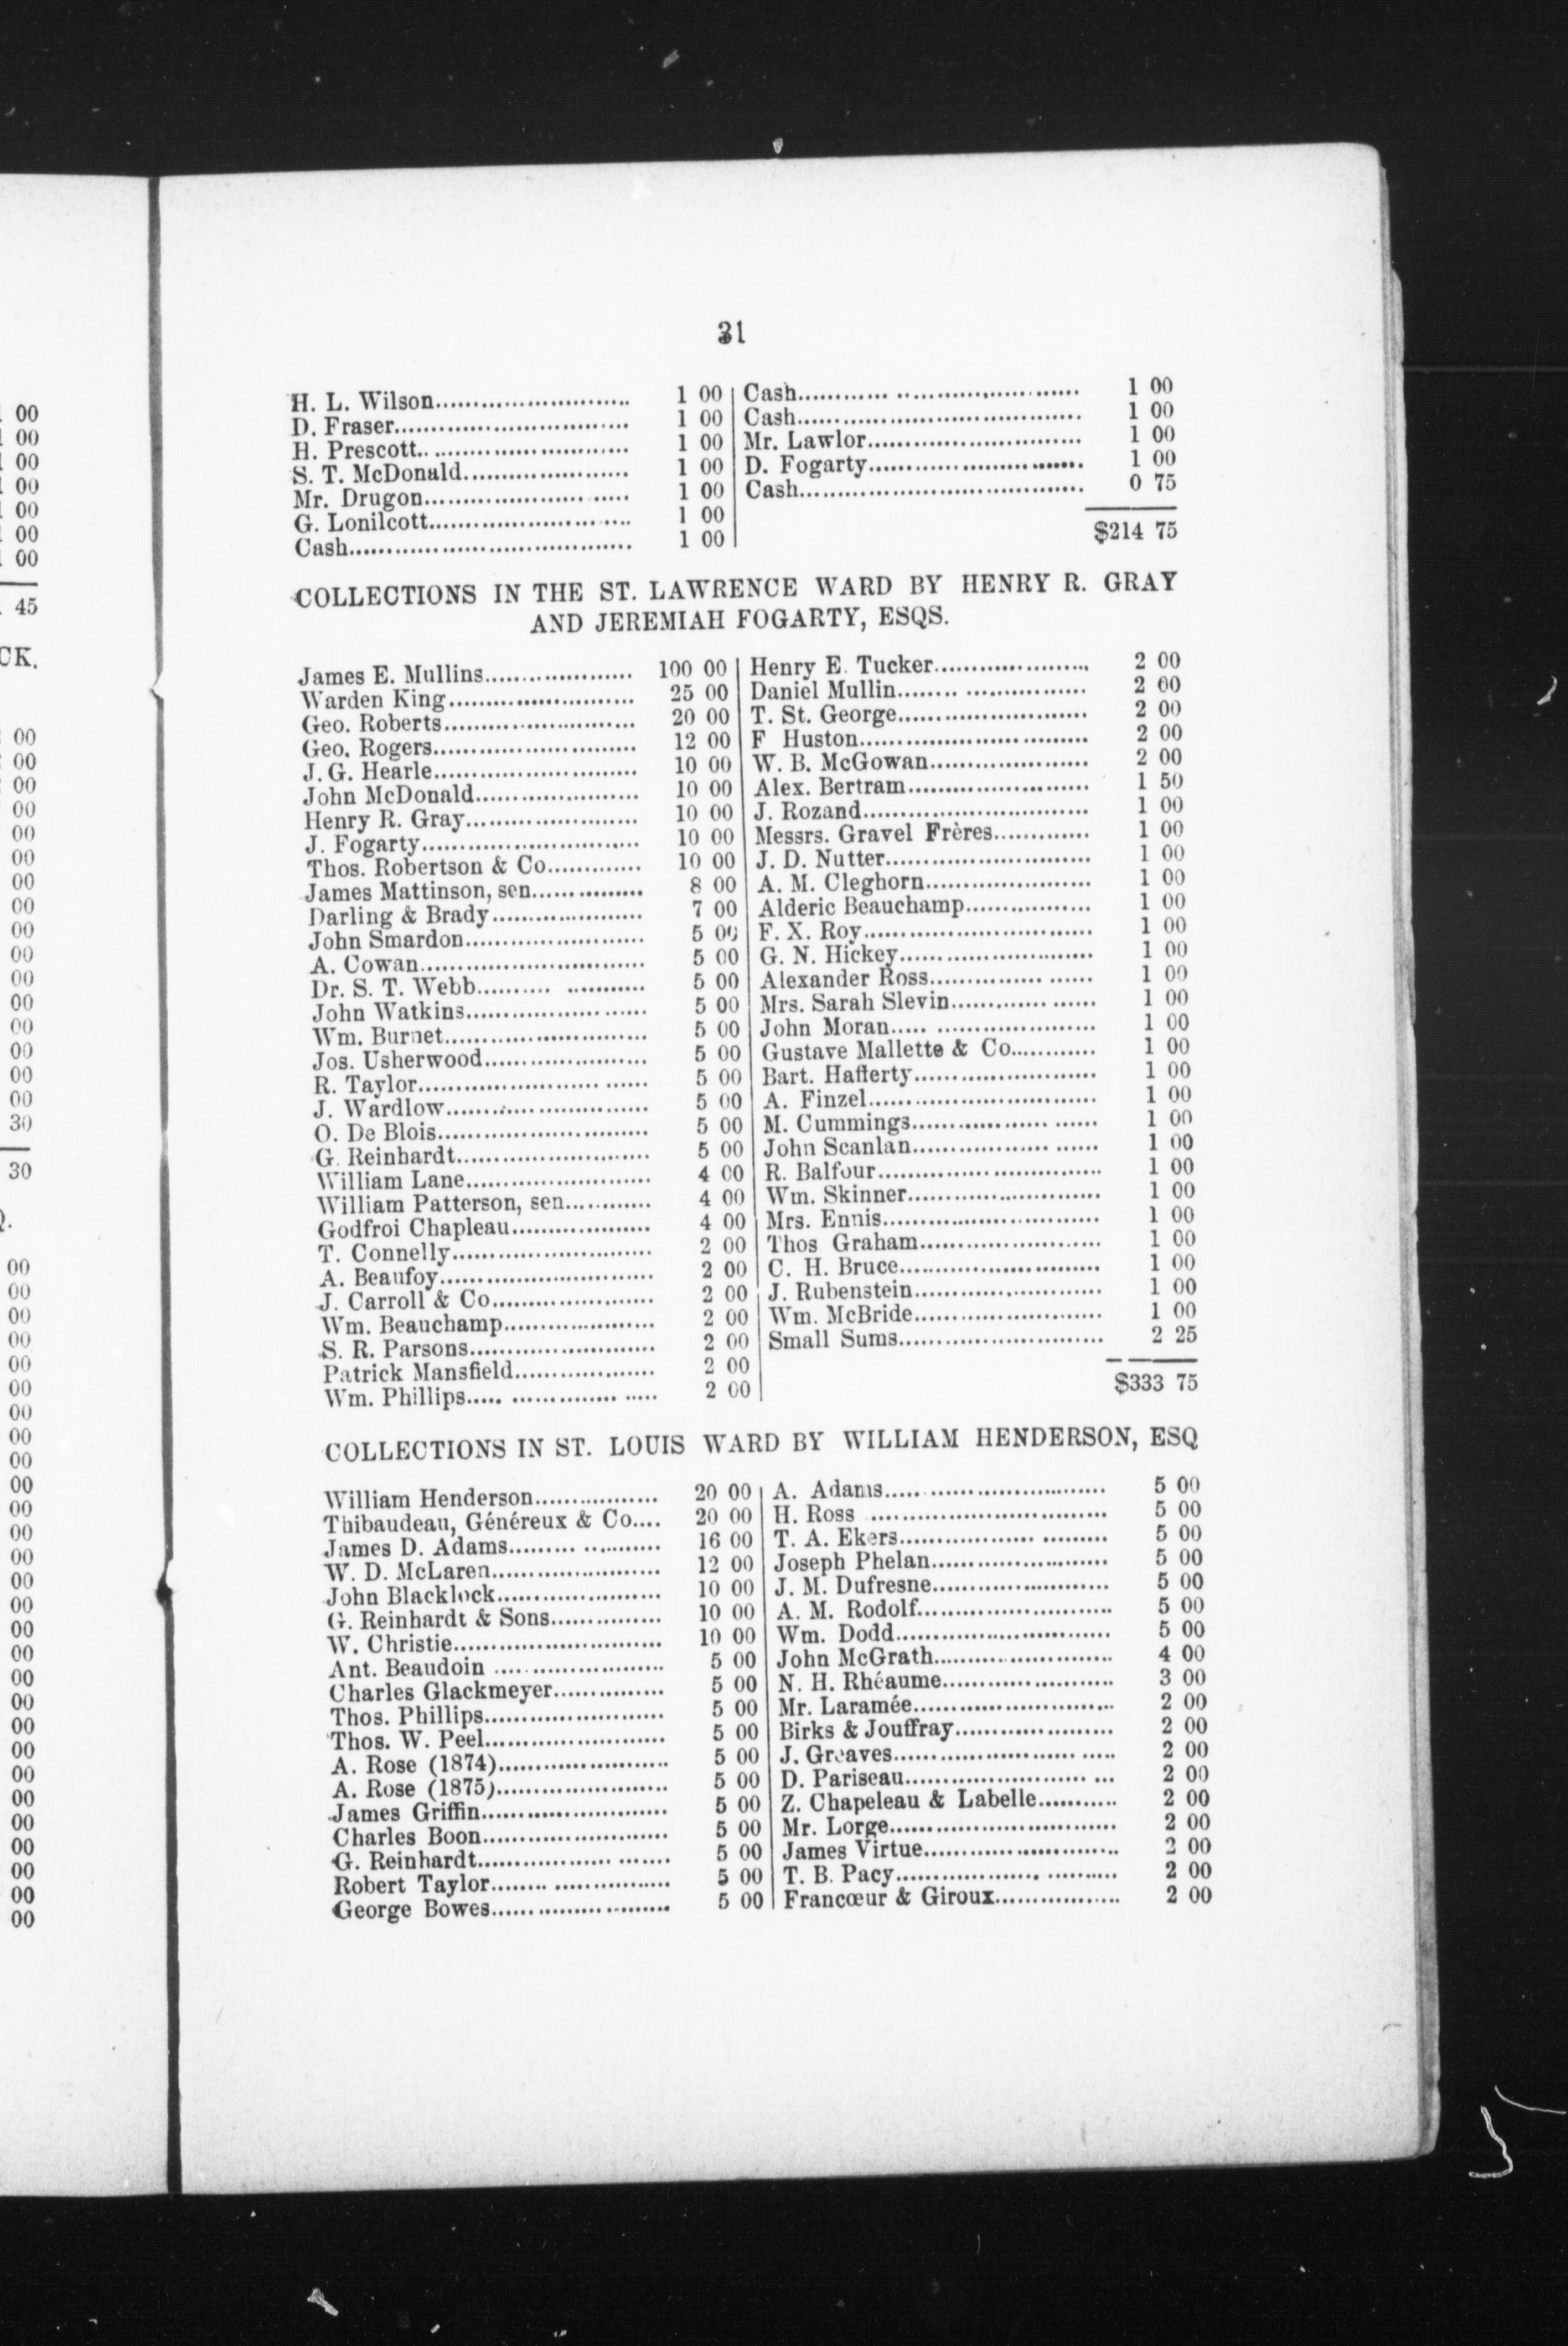 31
H. L. Wilson 1 00
D. Fraser 1 00
H. Prescott 1 00
S. T. McDonald 1 00
Mr. Drugon 1 00
G. Lonilcott 1 00
Cash 1 00
Cash 1 00
Cash 1 00
Mr. Lawlor 1 00
D. Fogarty 1 00
Cash 0 75
$214 75
COLLECTIONS IN THE ST. LAWRENCE WARD BY HENRY R. GRAY
AND JEREMIAH FOGARTY, ESQS.
James E. Mullins 100 00
Warden King 25 00
Geo. Roberts 20 00
Geo. Rogers 12 00
J. G. Hearle 10 00
John McDonald 10 00
Henry R. Gray 10 00
J. Fogarty 10 00
Thos. Robertson & Co 10 00
James Mattinson, sen 8 00
Darling & Brady 7 00
John Smardon 5 00
A. Cowan 5 00
Dr. S. T. Webb 5 00
John Watkins 5 00
Wm. Burnet 5 00
Jos. Usherwood 5 00
R. Taylor 5 00
J. Wardlow 5 00
O. De Blois 5 00
G. Reinhardt 5 00
William Lane 4 00
William Patterson, sen 4 00
Godfroi Chapleau 4 00
T. Connelly 2 00
A. Beaufoy 2 00
J. Carroll & Co 2 00
Wm. Beauchamp 2 00
S. R. Parsons 2 00
Patrick Mansfield 2 00
Wm. Phillips 2 00
Henry E. Tucker 2 00
Daniel Mullin 2 00
T. St. George 2 00
F Huston 2 00
W. B. McGowan 2 00
Alex. Bertram 1 50
J. Rozand 1 00
Messrs. Gravel Frères 1 00
J. D. Nutter 1 00
A. M. Cleghorn 1 00
Alderic Beauchamp 1 00
F. X. Roy 1 00
G. N. Hickey 1 00
Alexander Ross 1 00
Mrs. Sarah Slevin 1 00
John Moran 1 00
Gustave Mallette & Co 1 00
Bart. Hafferty 1 00
A. Finzel 1 00
M. Cummings 1 00
John Scanlan 1 00
R. Balfour 1 00
Wm. Skinner 1 00
Mrs. Ennis 1 00
Thos Graham 1 00
C. H. Bruce 1 00
J. Rubenstein 1 00
Wm. McBride 1 00
Small Sums 2 25
$333 75
COLLECTIONS IN ST. LOUIS WARD BY WILLIAM HENDERSON, ESQ
William Henderson 20 00
Thibaudeau, Généreux & Co 20 00
James D. Adams 16 00
W. D. McLaren 12 00
John Blacklock 10 00
G. Reinhardt & Sons 10 00
W. Christie 10 00
Ant. Beaudoin 5 00
Charles Glackmeyer 5 00
Thos. Phillips 5 00
Thos. W. Peel 5 00
A. Rose (1874) 5 00
A. Rose (1875) 5 00
James Griffin 5 00
Charles Boon 5 00
G. Reinhardt 5 00
Robert Taylor 5 00
George Bowes 5 00
A. Adams 5 00
H. Ross 5 00
T. A. Ekers 5 00
Joseph Phelan 5 00
J. M. Dufresne 5 00
A. M. Rodolf 5 00
Wm. Dodd 5 00
John McGrath 4 00
N. H. Rhéaume 3 00
Mr. Laramée 2 00
Birks & Jouffray 2 00
J. Greaves 2 00
D. Pariseau 2 00
Z. Chapeleau & Labelle 2 00
Mr. Lorge 2 00
James Virtue 2 00
T. B. Pacy 2 00
Francœur & Giroux 2 00